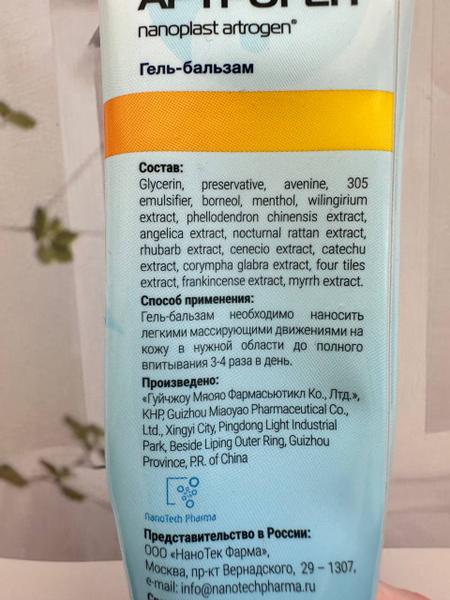 nanoplast artrogen®
Гель-бальзам
Состав:
Glycerin, preservative, avenine, 305
emulsifier, borneol, menthol, wilingirium
extract, phellodendron chinensis extract,
angelica extract, nocturnal rattan extract,
rhubarb extract, cenecio extract, catechu
extract, corympha glabra extract, four tiles
extract, frankincense extract, myrrh extract.
Способ применения:
Гель-бальзам необходимо наносить
легкими массирующими движениями на
кожу в нужной области до полного
впитывания 3-4 раза в день.
Произведено:
«Гуйчжоу Мяояо Фармасьютикл Ко., Лтд.»,
КНР, Guizhou Miaoyao Pharmaceutical Co.,
Ltd., Xingyi City, Pingdong Light Industrial
Park, Beside Liping Outer Ring, Guizhou
Province, P.R. of China
nanoTech Pharma
Представительство в России:
ООО «НаноТек Фарма»,
Москва, пр-кт Вернадского, 29 – 1307,
e-mail: info@nanotechpharma.ru